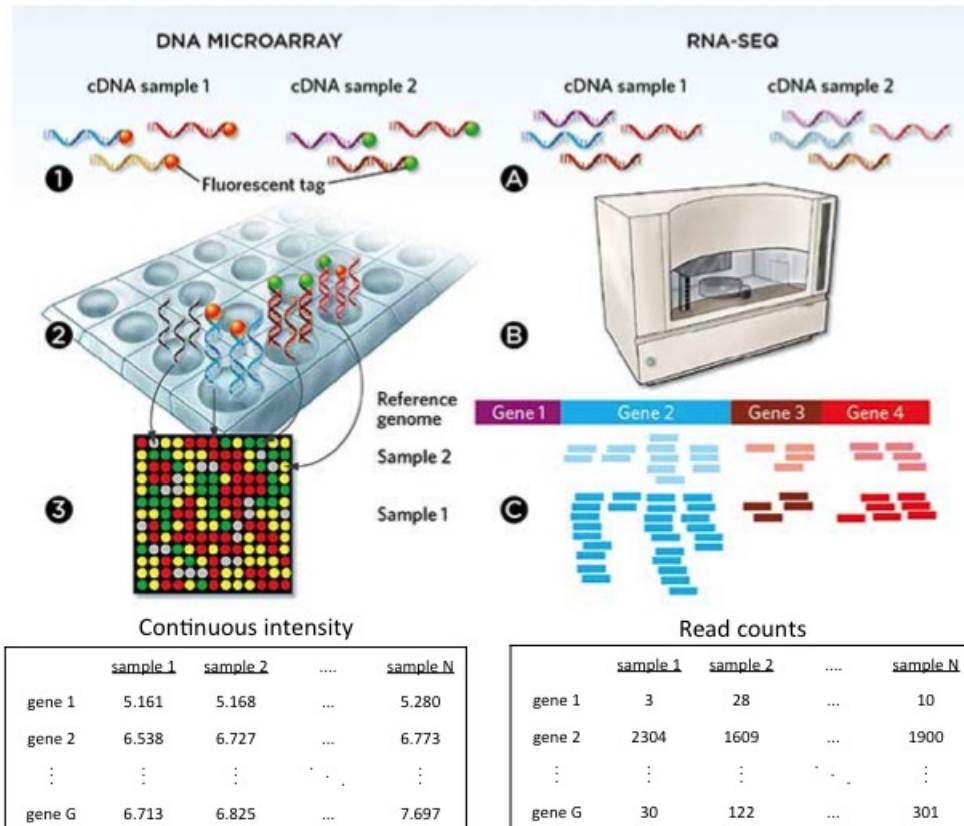 DNA MICROARRAY
cDNA sample 1 cDNA sample 2
Fluorescent tag
1
2
3
RNA-SEQ
cDNA sample 1 cDNA sample 2
A
B
Reference genome
Gene 1 Gene 2 Gene 3 Gene 4
Sample 2
Sample 1
C
Continuous intensity
sample 1 sample 2 .... sample N
gene 1 5.161 5.168 ... 5.280
gene 2 6.538 6.727 ... 6.773
⋮ ⋮ ⋮ ⋱ ⋮
gene G 6.713 6.825 ... 7.697
Read counts
sample 1 sample 2 .... sample N
gene 1 3 28 ... 10
gene 2 2304 1609 ... 1900
⋮ ⋮ ⋮ ⋱ ⋮
gene G 30 122 ... 301